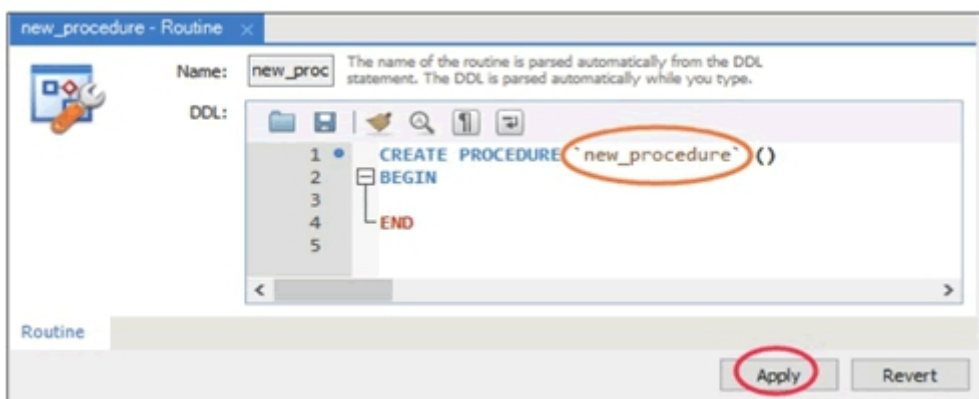 new_procedure - Routine ×
Name: new_proc The name of the routine is parsed automatically from the DDL
statement. The DDL is parsed automatically while you type.
DDL:
1 CREATE PROCEDURE `new_procedure` ()
2 BEGIN
3
4 END
5
Routine
Apply Revert